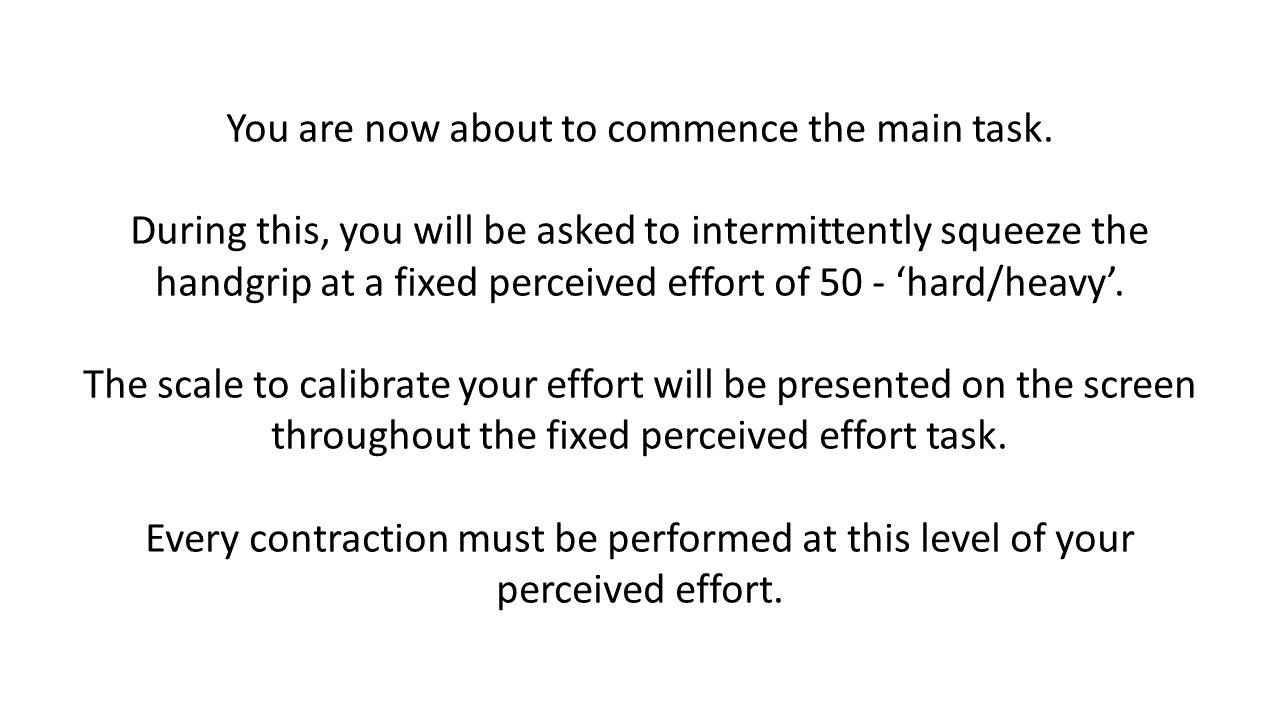 You are now about to commence the main task.
During this, you will be asked to intermittently squeeze the
handgrip at a fixed perceived effort of 50 - ‘hard/heavy’.
The scale to calibrate your effort will be presented on the screen
throughout the fixed perceived effort task.
Every contraction must be performed at this level of your
perceived effort.